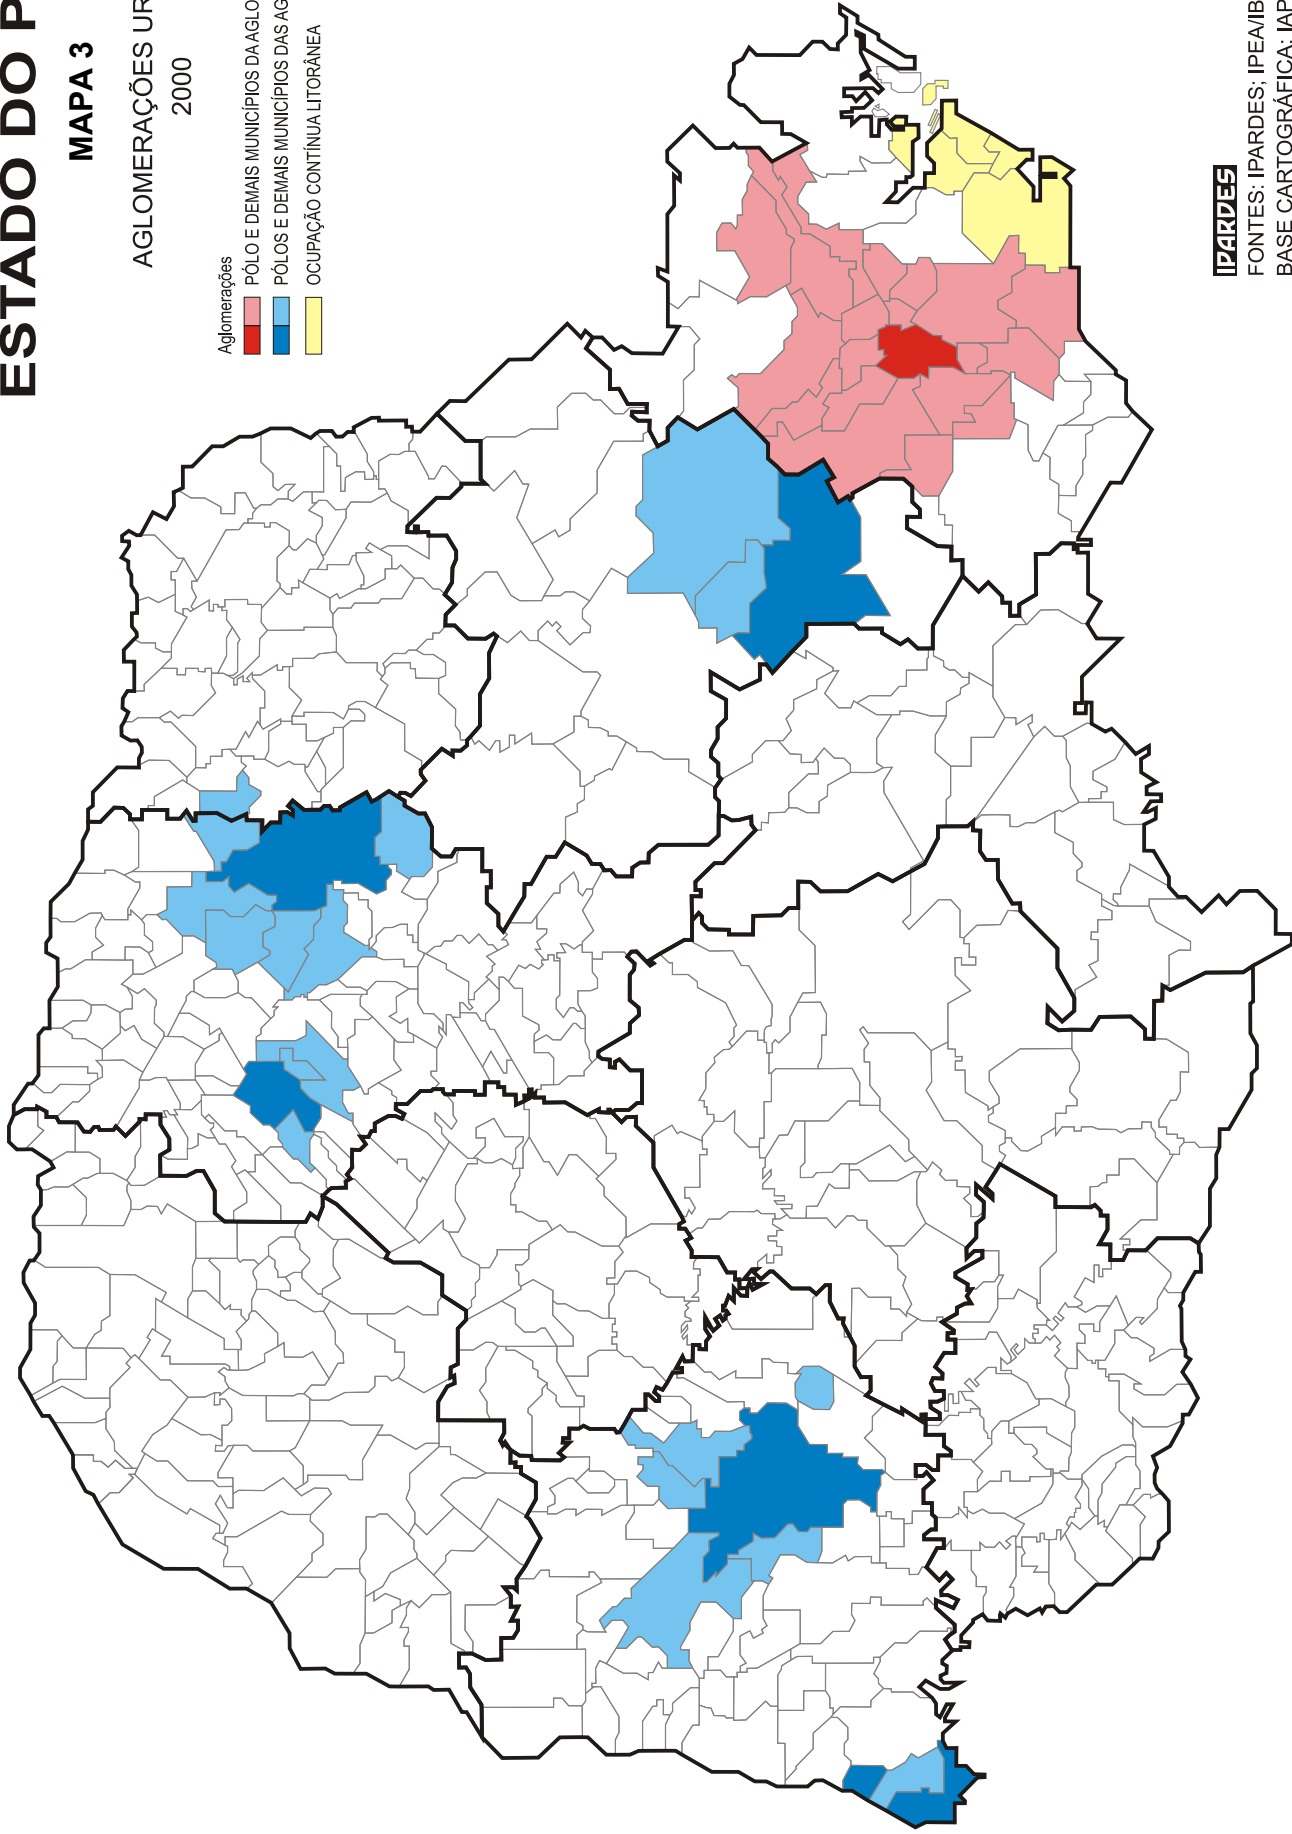 ESTADO DO P
MAPA 3
AGLOMERAÇÕES UR
2000
Aglomerações
PÓLO E DEMAIS MUNICÍPIOS DA AGLO
PÓLOS E DEMAIS MUNICÍPIOS DAS AG
OCUPAÇÃO CONTÍNUA LITORÂNEA
IPARDES
FONTES: IPARDES; IPEA/IB
BASE CARTOGRÁFICA: IAP